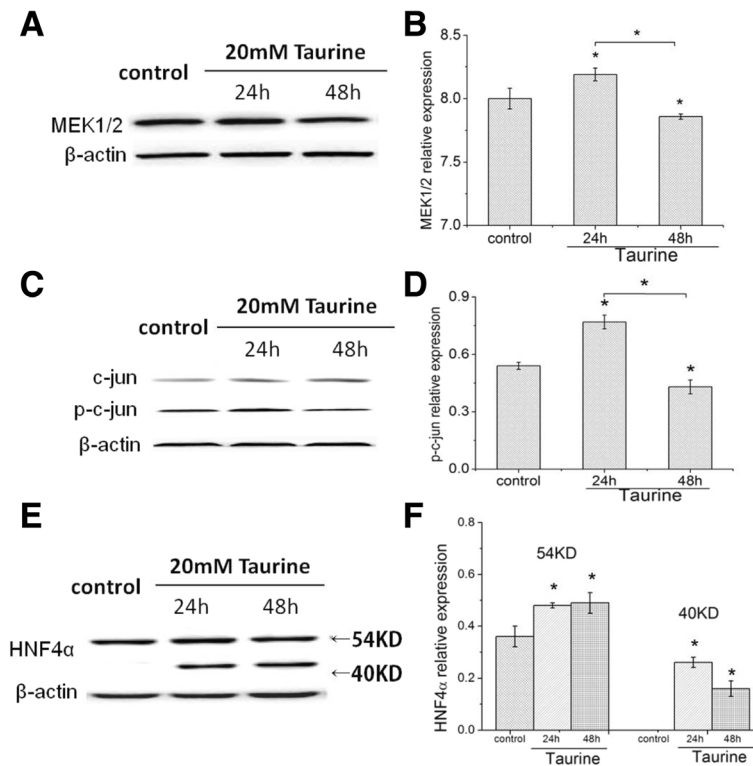 A
20mM Taurine
control
24h 48h
MEK1/2
β-actin
B
MEK1/2 relative expression
8.5
8.0
7.5
7.0
*
*
*
control 24h 48h
Taurine
C
20mM Taurine
control
24h 48h
c-jun
p-c-jun
β-actin
D
p-c-jun relative expression
0.9
0.6
0.3
0.0
*
*
*
control 24h 48h
Taurine
E
20mM Taurine
control
24h 48h
HNF4α
←54KD
←40KD
β-actin
F
HNF4α relative expression
0.8
0.6
0.4
0.2
0.0
54KD
* *
40KD
*
*
control 24h 48h control 24h 48h
Taurine Taurine